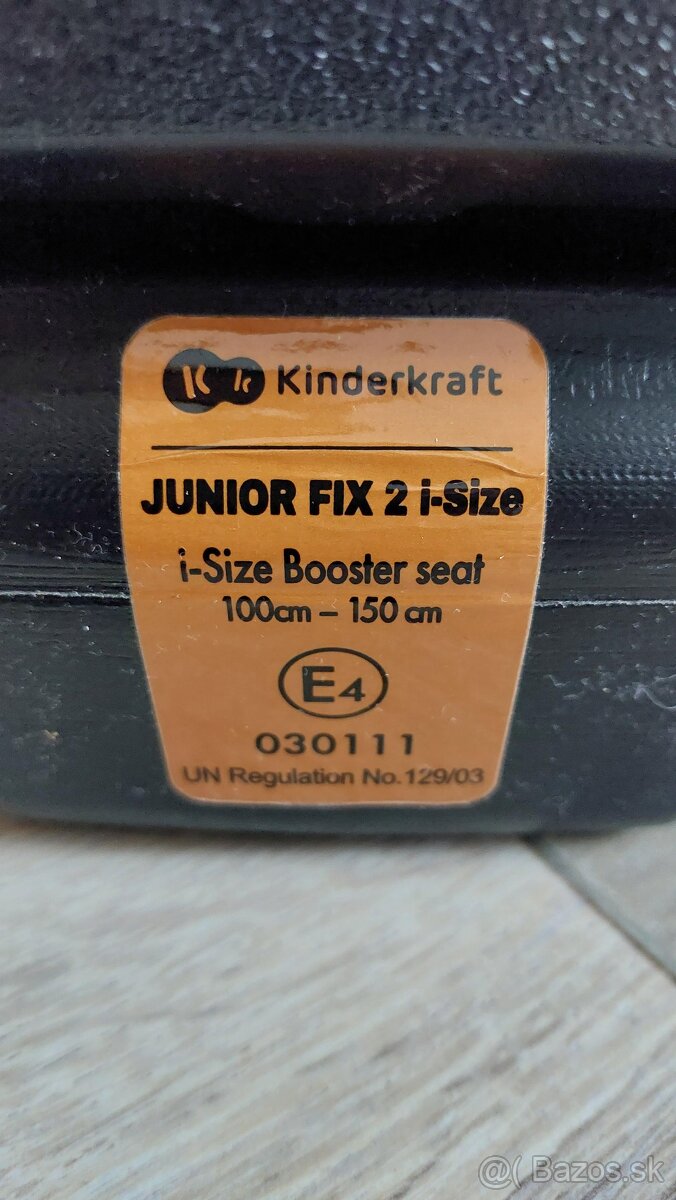 Kinderkraft
JUNIOR FIX 2 i-Size
i-Size Booster seat
100cm – 150 cm
E4
030111
UN Regulation No.129/03
@( Bazos.sk